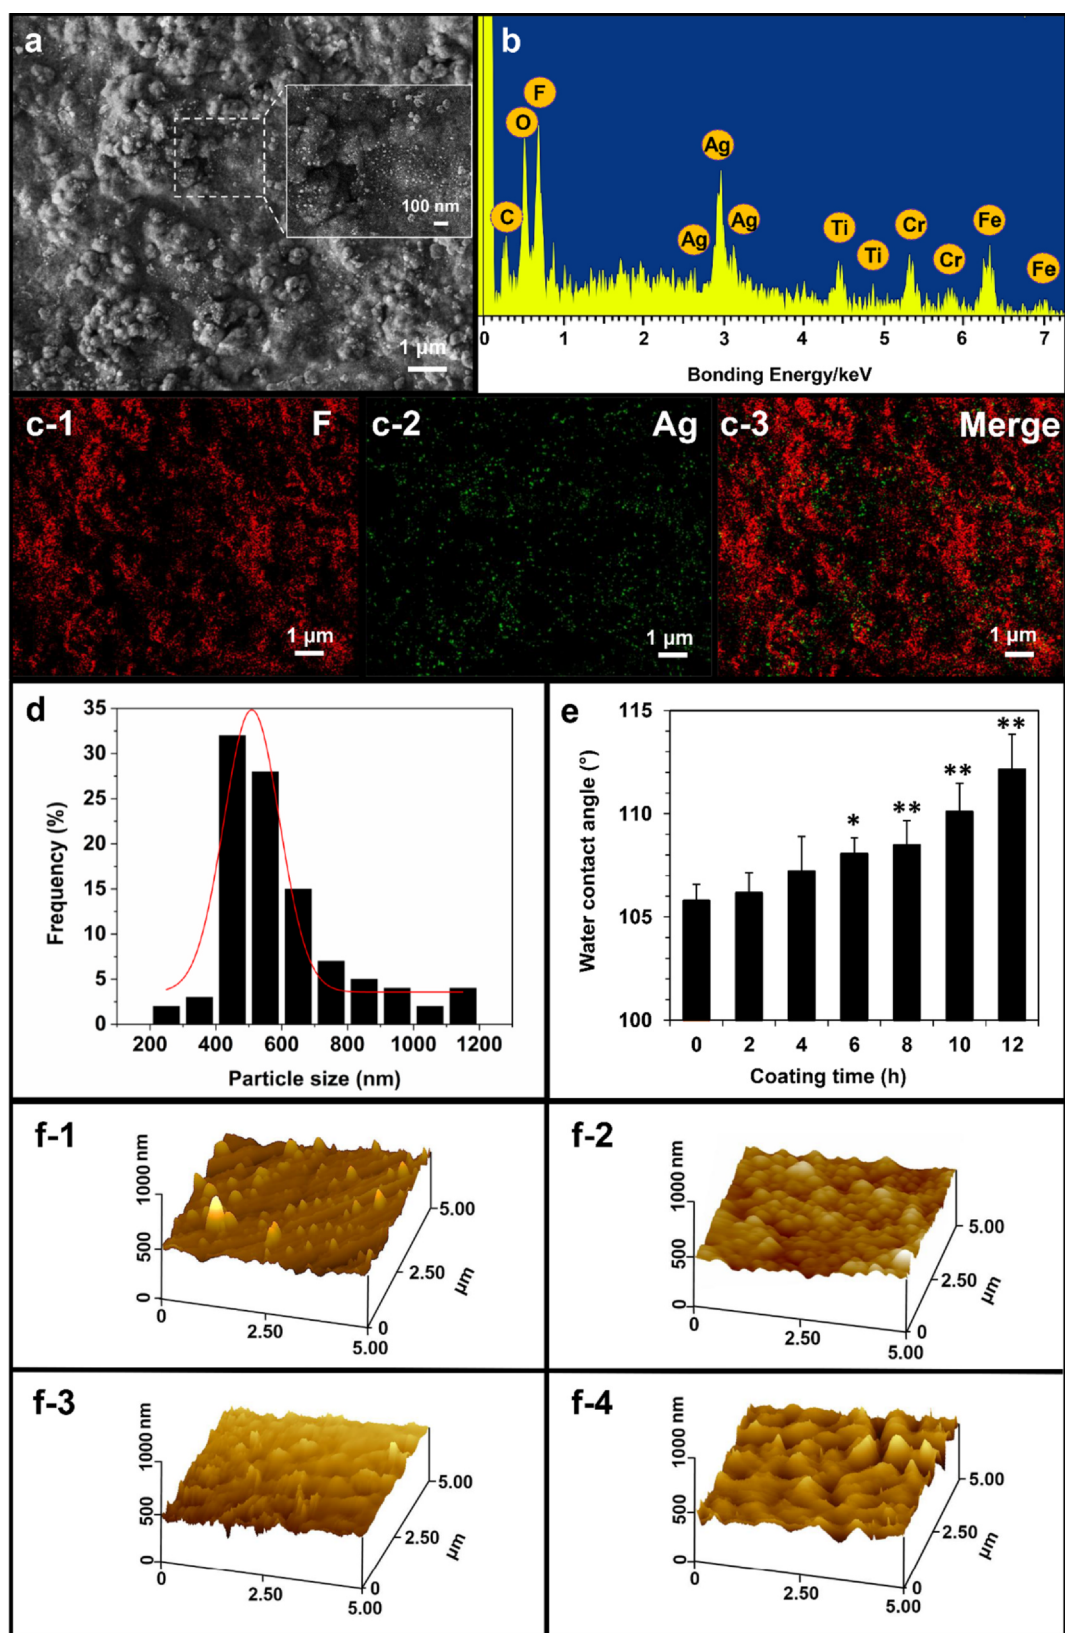 a
100 nm
1 μm
b
C
O
F
Ag
Ag
Ag
Ti
Ti
Cr
Cr
Fe
Fe
0 1 2 3 4 5 6 7
Bonding Energy/keV
c-1 F
1 μm
c-2 Ag
1 μm
c-3 Merge
1 μm
d
35
30
25
20
15
10
5
0
Frequency (%)
200 400 600 800 1000 1200
Particle size (nm)
e
115
110
105
100
Water contact angle (°)
*
**
**
**
0 2 4 6 8 10 12
Coating time (h)
f-1
1000 nm
500
0
0
2.50
5.00
0
2.50
5.00
μm
f-2
1000 nm
500
0
0
2.50
5.00
0
2.50
5.00
μm
f-3
1000 nm
500
0
0
2.50
5.00
0
2.50
5.00
μm
f-4
1000 nm
500
0
0
2.50
5.00
0
2.50
5.00
μm